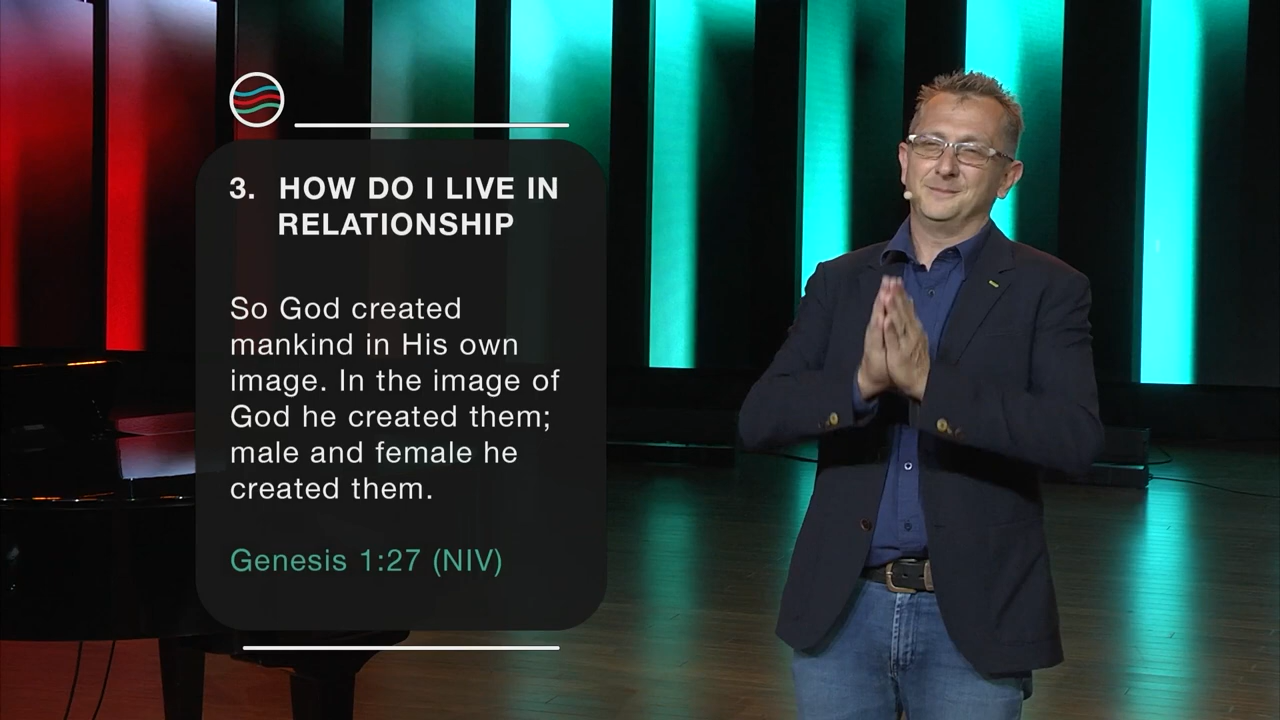 3. HOW DO I LIVE IN
RELATIONSHIP
So God created
mankind in His own
image. In the image of
God he created them;
male and female he
created them.
Genesis 1:27 (NIV)